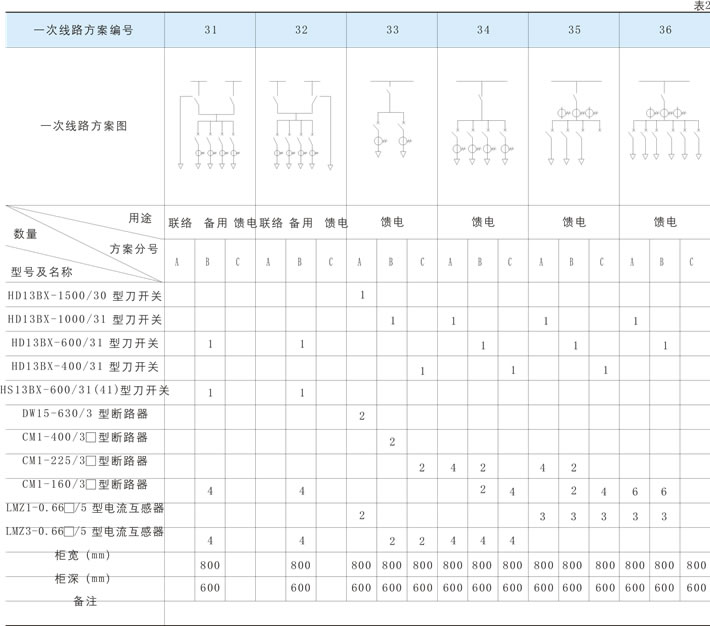 表2
一次线路方案编号 31 32 33 34 35 36
一次线路方案图
用途 联络 备用 馈电 联络 备用 馈电 馈电 馈电 馈电 馈电
数量
方案分号 A B C A B C A B C A B C A B C A B C
型号及名称
HD13BX-1500/30 型刀开关 1
HD13BX-1000/31 型刀开关 1 1 1 1
HD13BX-600/31 型刀开关 1 1 1 1 1
HD13BX-400/31 型刀开关 1 1 1
HS13BX-600/31(41)型刀开关 1 1
DW15-630/3 型断路器 2
CM1-400/3□型断路器 2
CM1-225/3□型断路器 2 4 2 4 2
CM1-160/3□型断路器 4 4 2 4 2 4 6 6
LMZ1-0.66□/5 型电流互感器 2 3 3 3 3 3
LMZ3-0.66□/5 型电流互感器 4 4 2 2 4 4 4
柜宽 (mm) 800 800 800 800 800 800 800 800 800 800 800 800 800 800
柜深 (mm) 600 600 600 600 600 600 600 600 600 600 600 600 600 600
备注